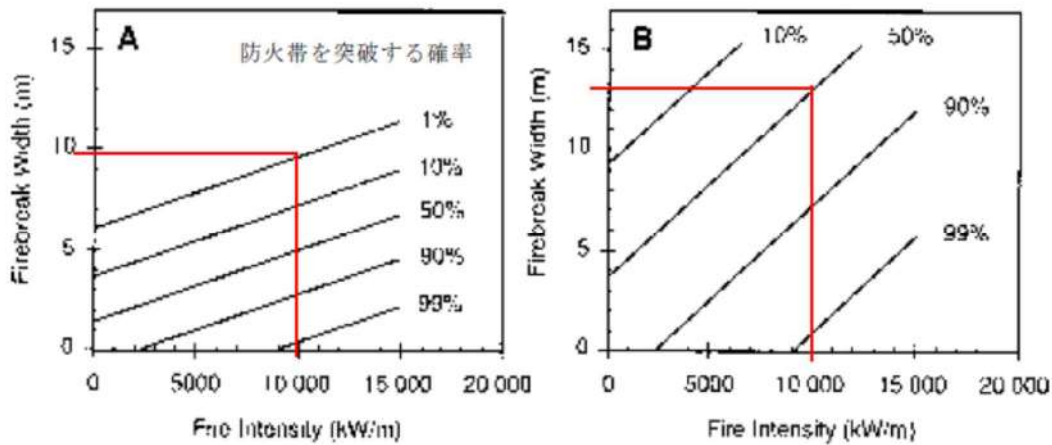 A
防火帯を突破する確率
Firebreak Width (m)
15
10
5
0
1%
10%
50%
90%
99%
0 5000 10 000 15 000 20 000
Fire Intensity (kW/m)
B
Firebreak Width (m)
15
10
5
0
10%
50%
90%
99%
0 5000 10 000 15 000 20 000
Fire Intensity (kW/m)